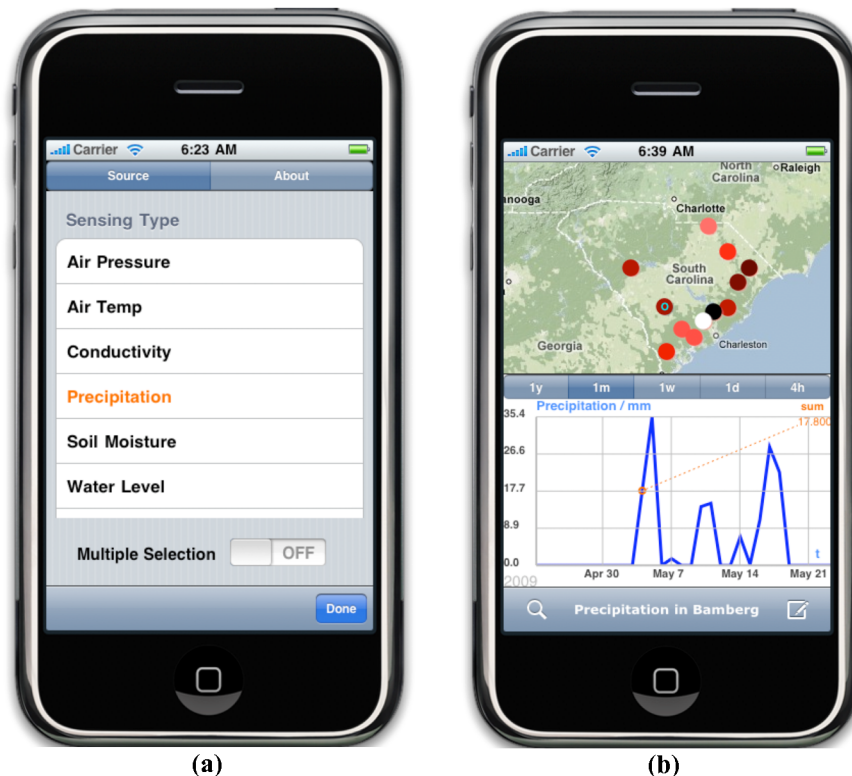 Carrier 6:23 AM
Source About
Sensing Type
Air Pressure
Air Temp
Conductivity
Precipitation
Soil Moisture
Water Level
Multiple Selection OFF
Done
(a)
Carrier 6:39 AM
North
Carolina
Raleigh
nooga
Charlotte
South
Carolina
Georgia
Charleston
1y 1m 1w 1d 4h
Precipitation / mm sum
35.4
17.800
26.6
17.7
8.9
0.0
t
Apr 30 May 7 May 14 May 21
2009
Precipitation in Bamberg
(b)